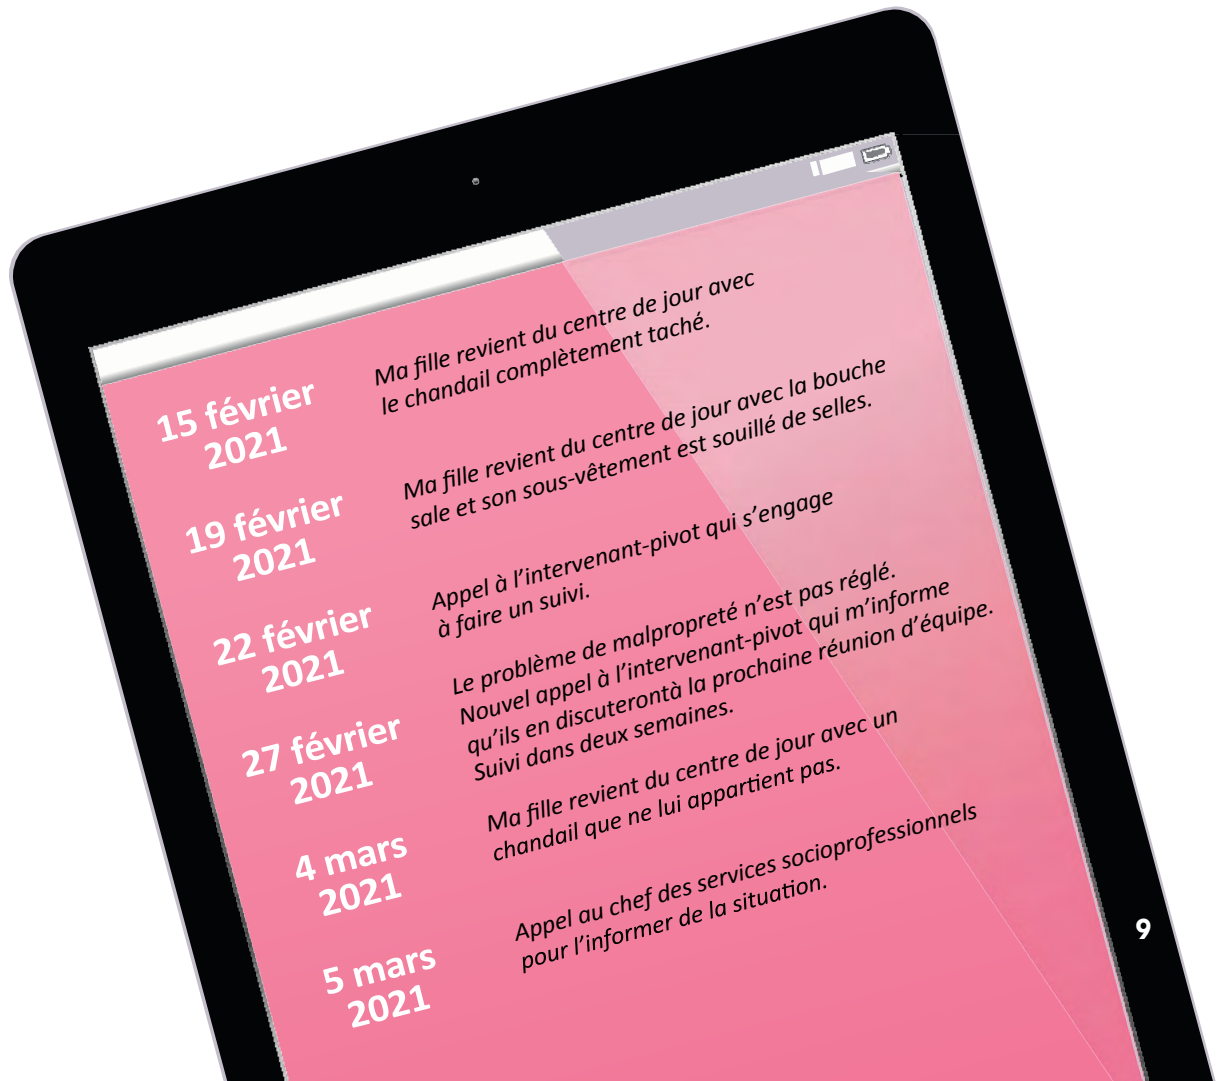 15 février
2021
Ma fille revient du centre de jour avec
le chandail complètement taché.
19 février
2021
Ma fille revient du centre de jour avec la bouche
sale et son sous-vêtement est souillé de selles.
22 février
2021
Appel à l’intervenant-pivot qui s’engage
à faire un suivi.
27 février
2021
Le problème de malpropreté n’est pas réglé.
Nouvel appel à l’intervenant-pivot qui m’informe
qu’ils en discuterontà la prochaine réunion d’équipe.
Suivi dans deux semaines.
4 mars
2021
Ma fille revient du centre de jour avec un
chandail que ne lui appartient pas.
5 mars
2021
Appel au chef des services socioprofessionnels
pour l’informer de la situation.
9